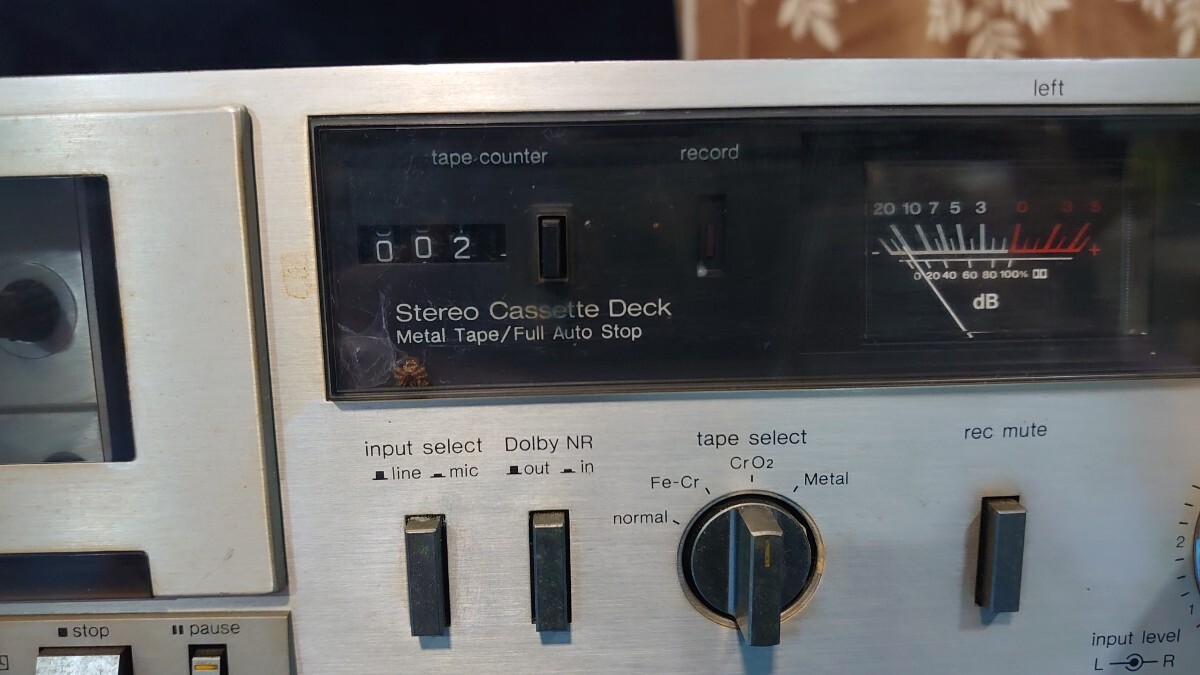 left
tape counter
record
002
20 10 7 5 3 0 3 5
- +
0 20 40 60 80 100%
dB
Stereo Cassette Deck
Metal Tape/Full Auto Stop
input select
line mic
Dolby NR
out in
tape select
normal
Fe-Cr
CrO2
Metal
rec mute
2
1
input level
L R
stop
pause